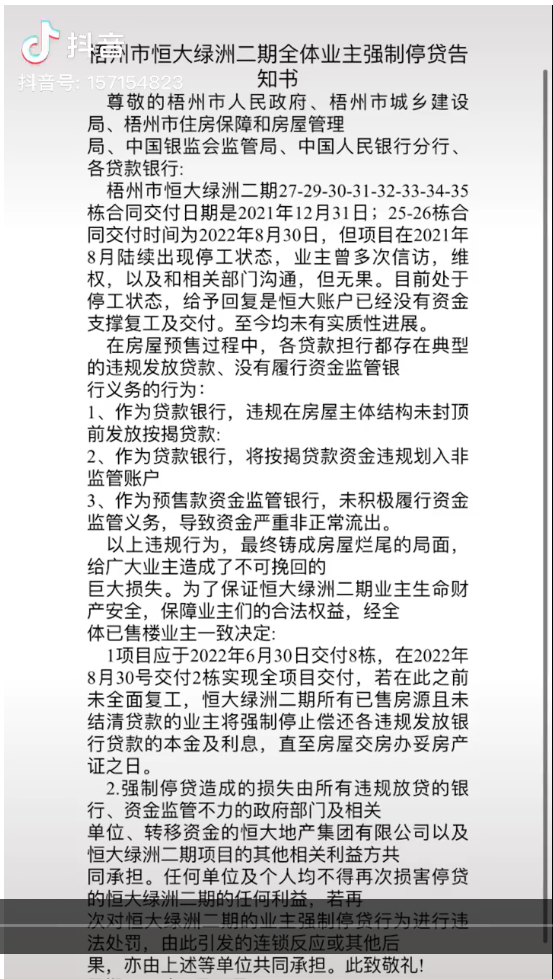 抖音
抖音号: 157154823
梧州市恒大绿洲二期全体业主强制停贷告
知书
尊敬的梧州市人民政府、梧州市城乡建设
局、梧州市住房保障和房屋管理
局、中国银监会监管局、中国人民银行分行、
各贷款银行:
梧州市恒大绿洲二期27-29-30-31-32-33-34-35
栋合同交付日期是2021年12月31日；25-26栋合
同交付时间为2022年8月30日，但项目在2021年
8月陆续出现停工状态，业主曾多次信访，维
权，以及和相关部门沟通，但无果。目前处于
停工状态，给予回复是恒大账户已经没有资金
支撑复工及交付。至今均未有实质性进展。
在房屋预售过程中，各贷款担行都存在典型
的违规发放贷款、没有履行资金监管银
行义务的行为：
1、作为贷款银行，违规在房屋主体结构未封顶
前发放按揭贷款:
2、作为贷款银行，将按揭贷款资金违规划入非
监管账户
3、作为预售款资金监管银行，未积极履行资金
监管义务，导致资金严重非正常流出。
以上违规行为，最终铸成房屋烂尾的局面，
给广大业主造成了不可挽回的
巨大损失。为了保证恒大绿洲二期业主生命财
产安全，保障业主们的合法权益，经全
体已售楼业主一致决定:
1项目应于2022年6月30日交付8栋，在2022年
8月30号交付2栋实现全项目交付，若在此之前
未全面复工，恒大绿洲二期所有已售房源且未
结清贷款的业主将强制停止偿还各违规发放银
行贷款的本金及利息，直至房屋交房办妥房产
证之日。
2.强制停贷造成的损失由所有违规放贷的银
行、资金监管不力的政府部门及相关
单位、转移资金的恒大地产集团有限公司以及
恒大绿洲二期项目的其他相关利益方共
同承担。任何单位及个人均不得再次损害停贷
的恒大绿洲二期的任何利益，若再
次对恒大绿洲二期的业主强制停贷行为进行违
法处罚，由此引发的连锁反应或其他后
果，亦由上述等单位共同承担。此致敬礼！